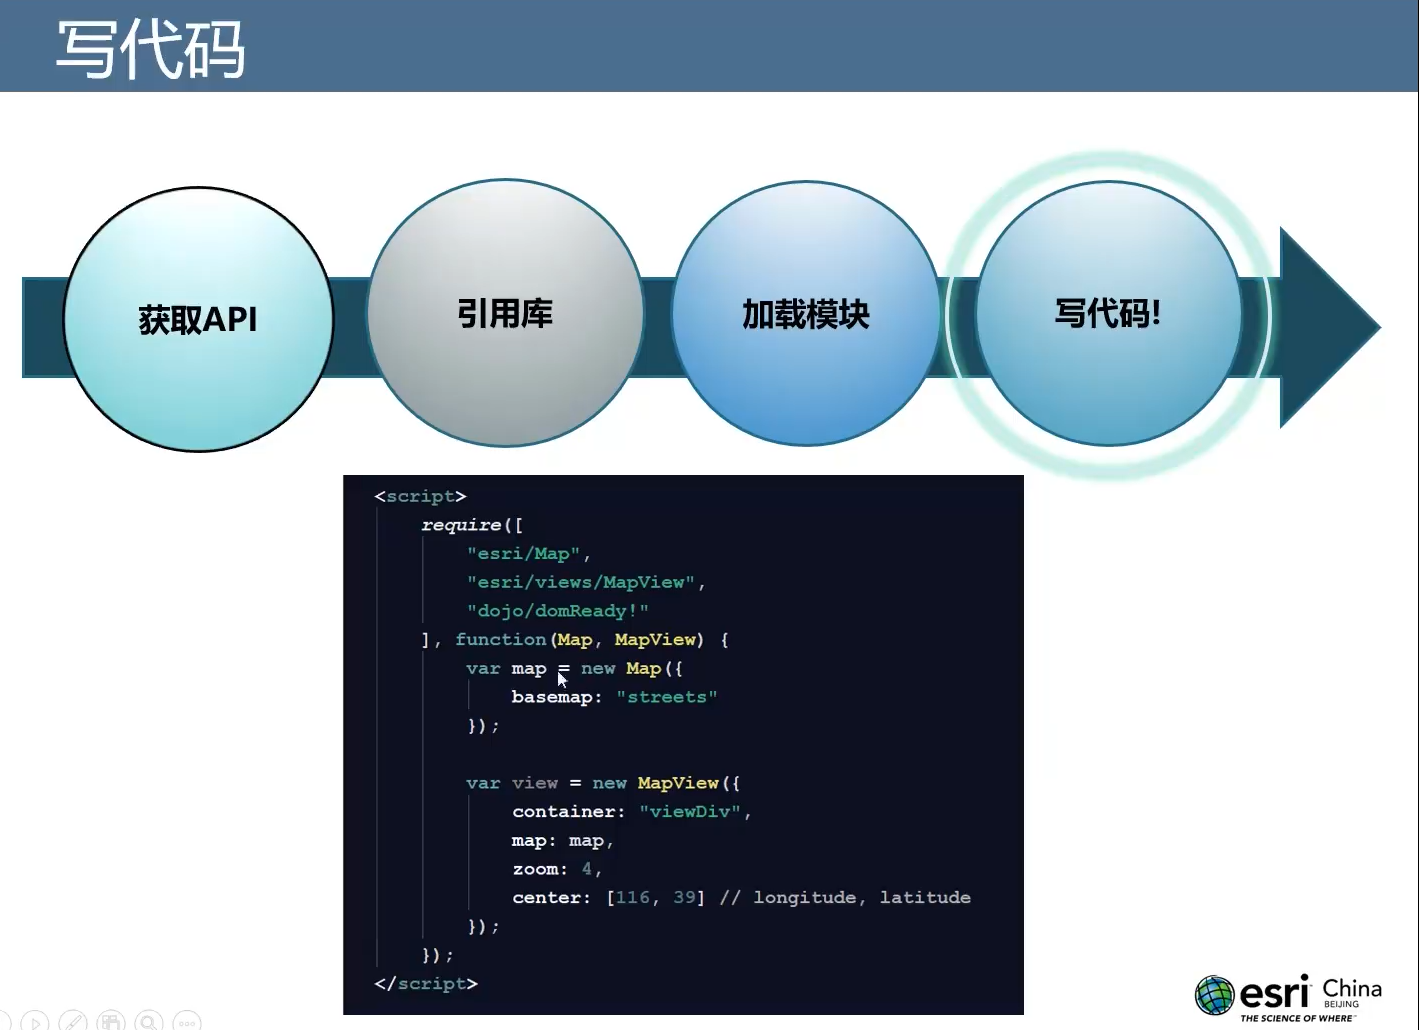 写代码
获取API
引用库
加载模块
写代码!
<script>
    require([
        "esri/Map",
        "esri/views/MapView",
        "dojo/domReady!"
    ], function(Map, MapView) {
        var map = new Map({
            basemap: "streets"
        });

        var view = new MapView({
            container: "viewDiv",
            map: map,
            zoom: 4,
            center: [116, 39] // longitude, latitude
        });
    });
</script>
esri China
BEIJING
THE SCIENCE OF WHERE™